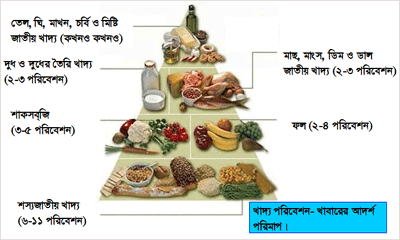 তেল, ঘি, মাখন, চর্বি ও মিষ্টি
জাতীয় খাদ্য (কখনও কখনও)
দুধ ও দুধের তৈরি খাদ্য
(২-৩ পরিবেশন)
মাছ, মাংস, ডিম ও ডাল
জাতীয় খাদ্য (২-৩ পরিবেশন)
শাকসব্জি
(৩-৫ পরিবেশন)
ফল (২-৪ পরিবেশন)
শস্যজাতীয় খাদ্য
(৬-১১ পরিবেশন)
খাদ্য পরিবেশন- খাবারের আদর্শ
পরিমাপ।